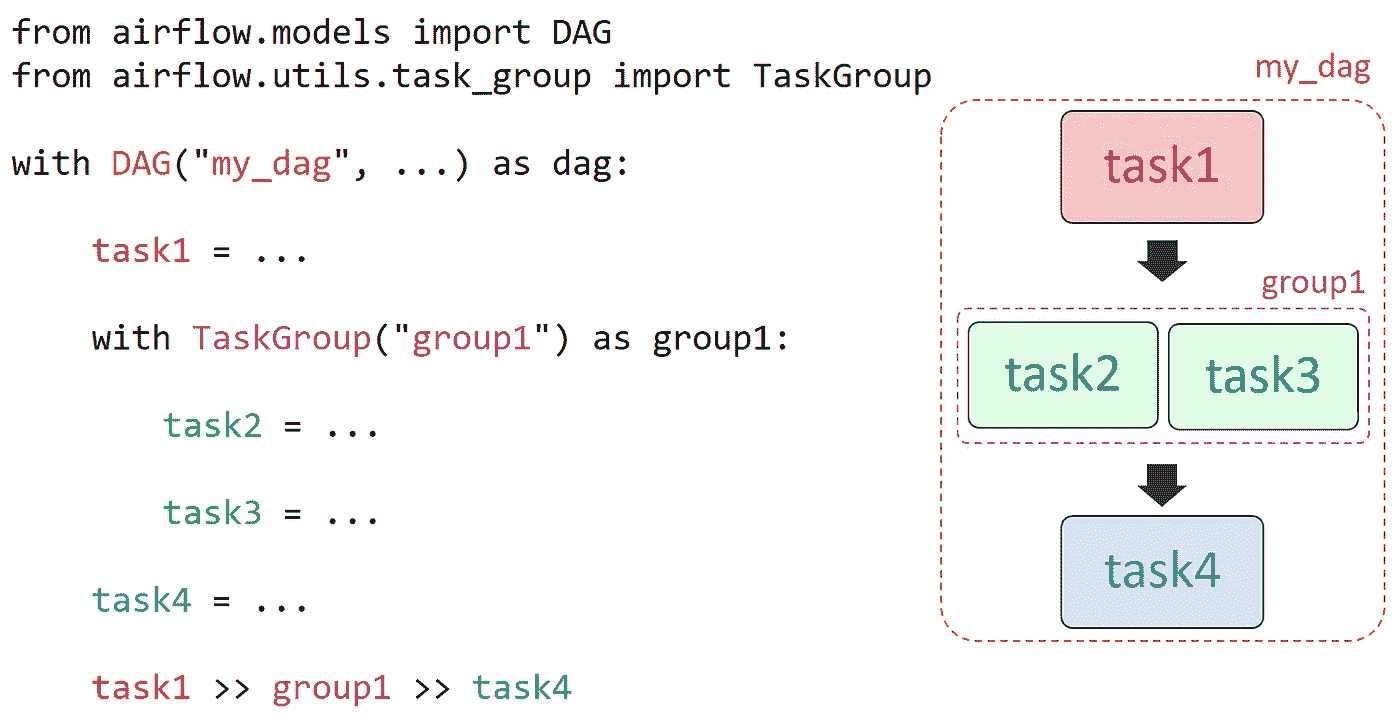 from airflow.models import DAG
from airflow.utils.task_group import TaskGroup
with DAG("my_dag", ...) as dag:
task1 = ...
with TaskGroup("group1") as group1:
task2 = ...
task3 = ...
task4 = ...
task1 >> group1 >> task4
my_dag
task1
group1
task2 task3
task4